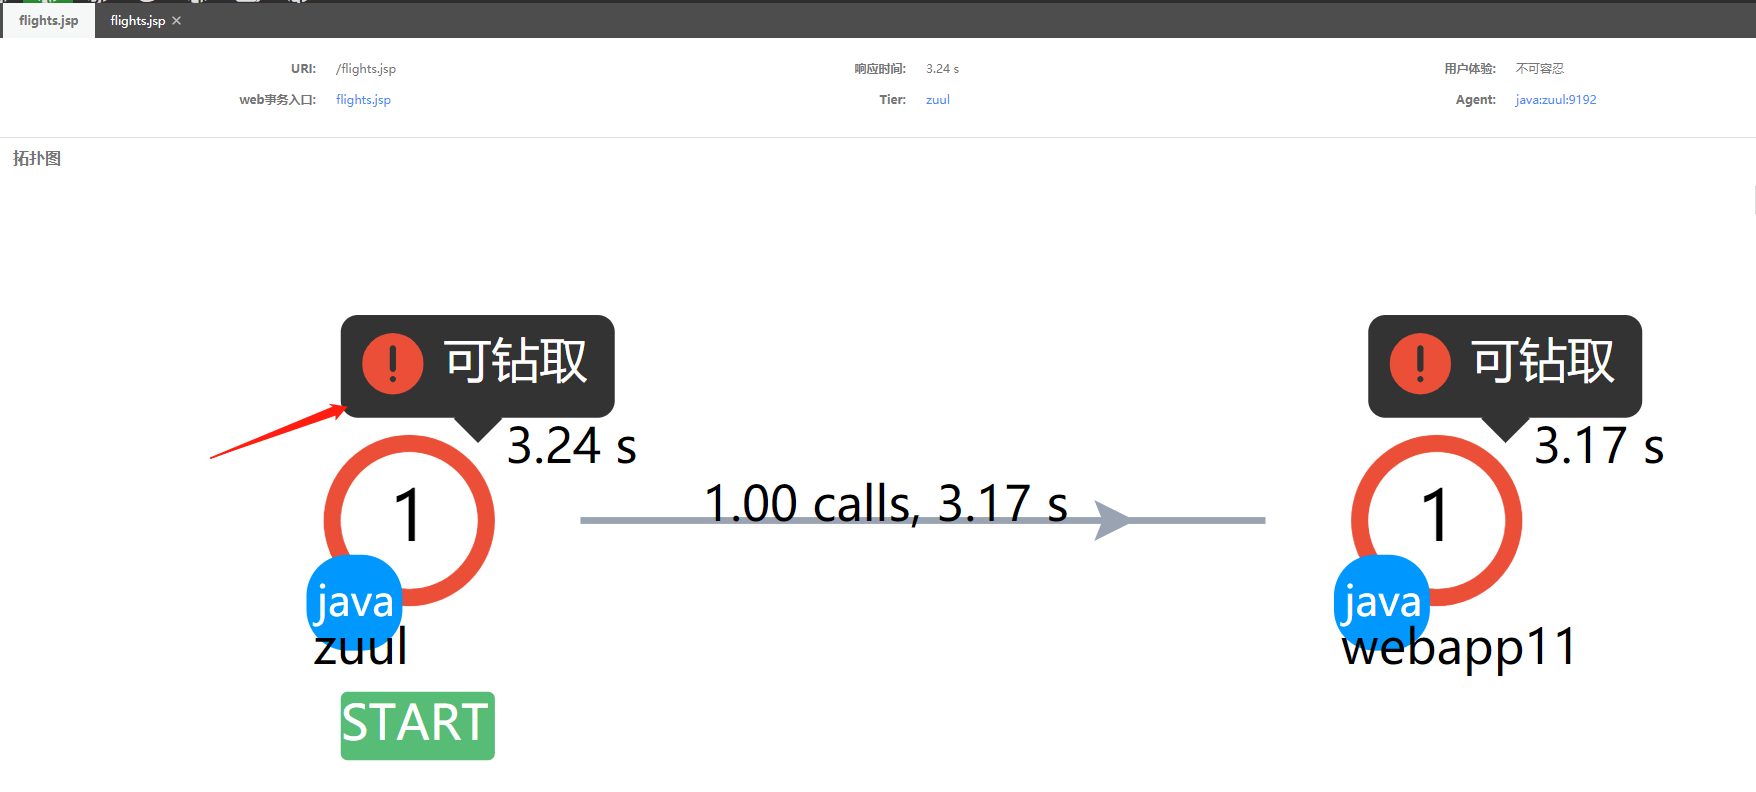 flights.jsp
flights.jsp
URI: /flights.jsp
响应时间: 3.24 s
用户体验: 不可容忍
web事务入口: flights.jsp
Tier: zuul
Agent: java:zuul:9192
拓扑图
可钻取
可钻取
3.24 s
3.17 s
1
1.00 calls, 3.17 s
1
java
java
zuul
webapp11
START